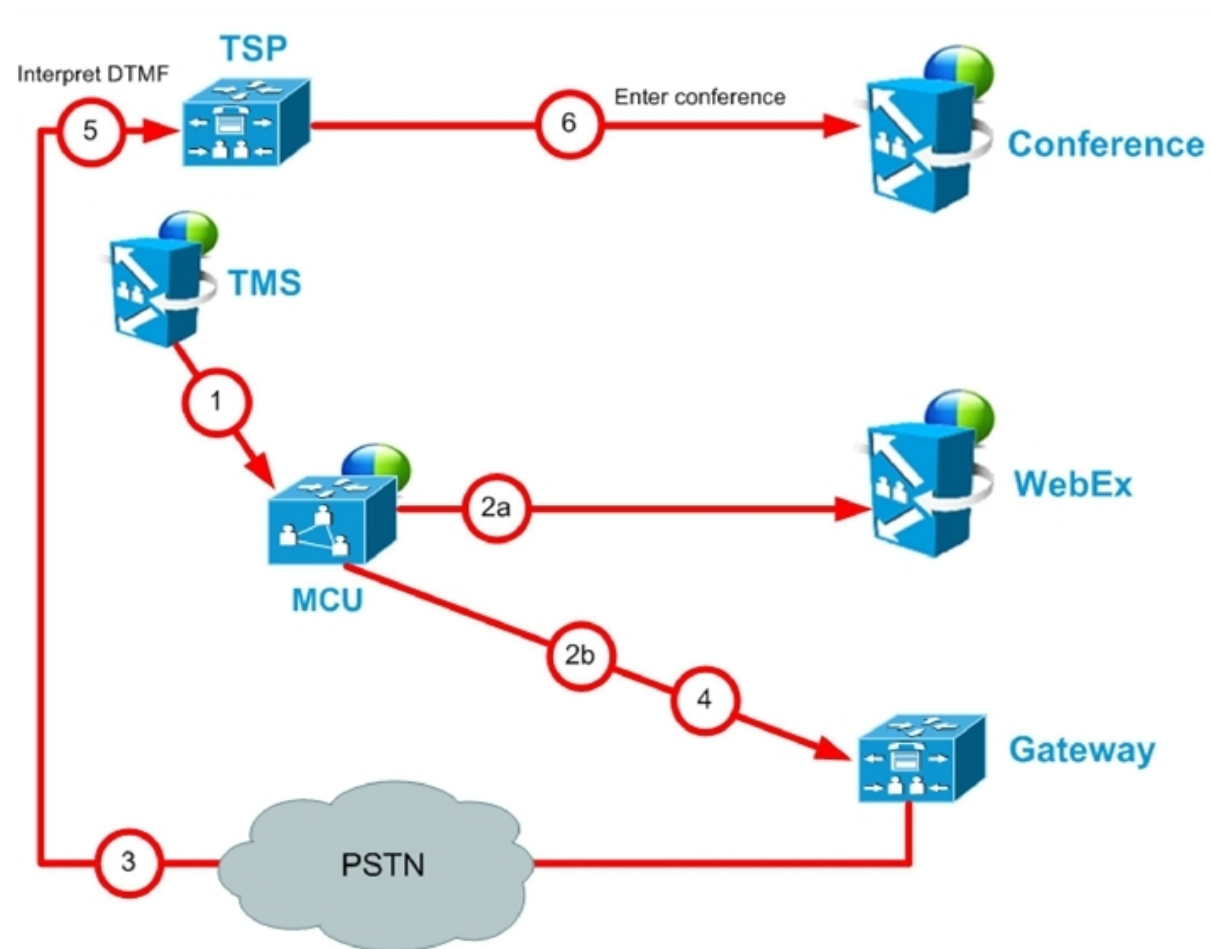 TSP
Interpret DTMF
5
6
Enter conference
Conference
TMS
1
2a
WebEx
MCU
2b
4
Gateway
3
PSTN